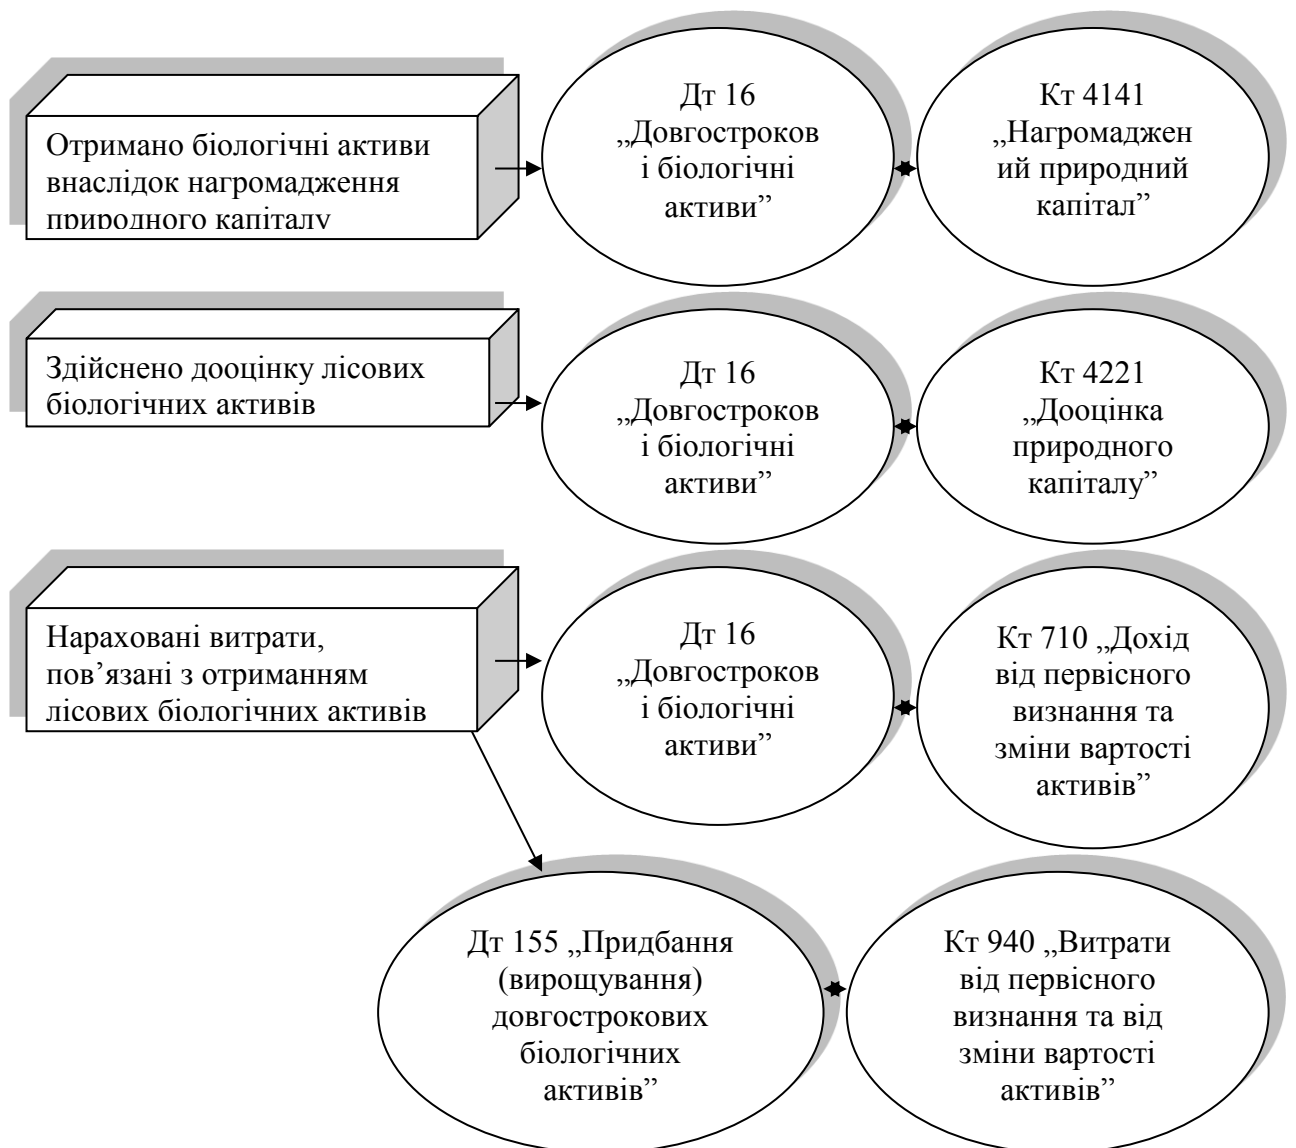 Отримано біологічні активи
внаслідок нагромадження
природного капіталу
Дт 16
„Довгостроков
і біологічні
активи”
Кт 4141
„Нагромаджен
ий природний
капітал”
Здійснено дооцінку лісових
біологічних активів
Дт 16
„Довгостроков
і біологічні
активи”
Кт 4221
„Дооцінка
природного
капіталу”
Нараховані витрати,
пов’язані з отриманням
лісових біологічних активів
Дт 16
„Довгостроков
і біологічні
активи”
Кт 710 „Дохід
від первісного
визнання та
зміни вартості
активів”
Дт 155 „Придбання
(вирощування)
довгострокових
біологічних
активів”
Кт 940 „Витрати
від первісного
визнання та від
зміни вартості
активів”